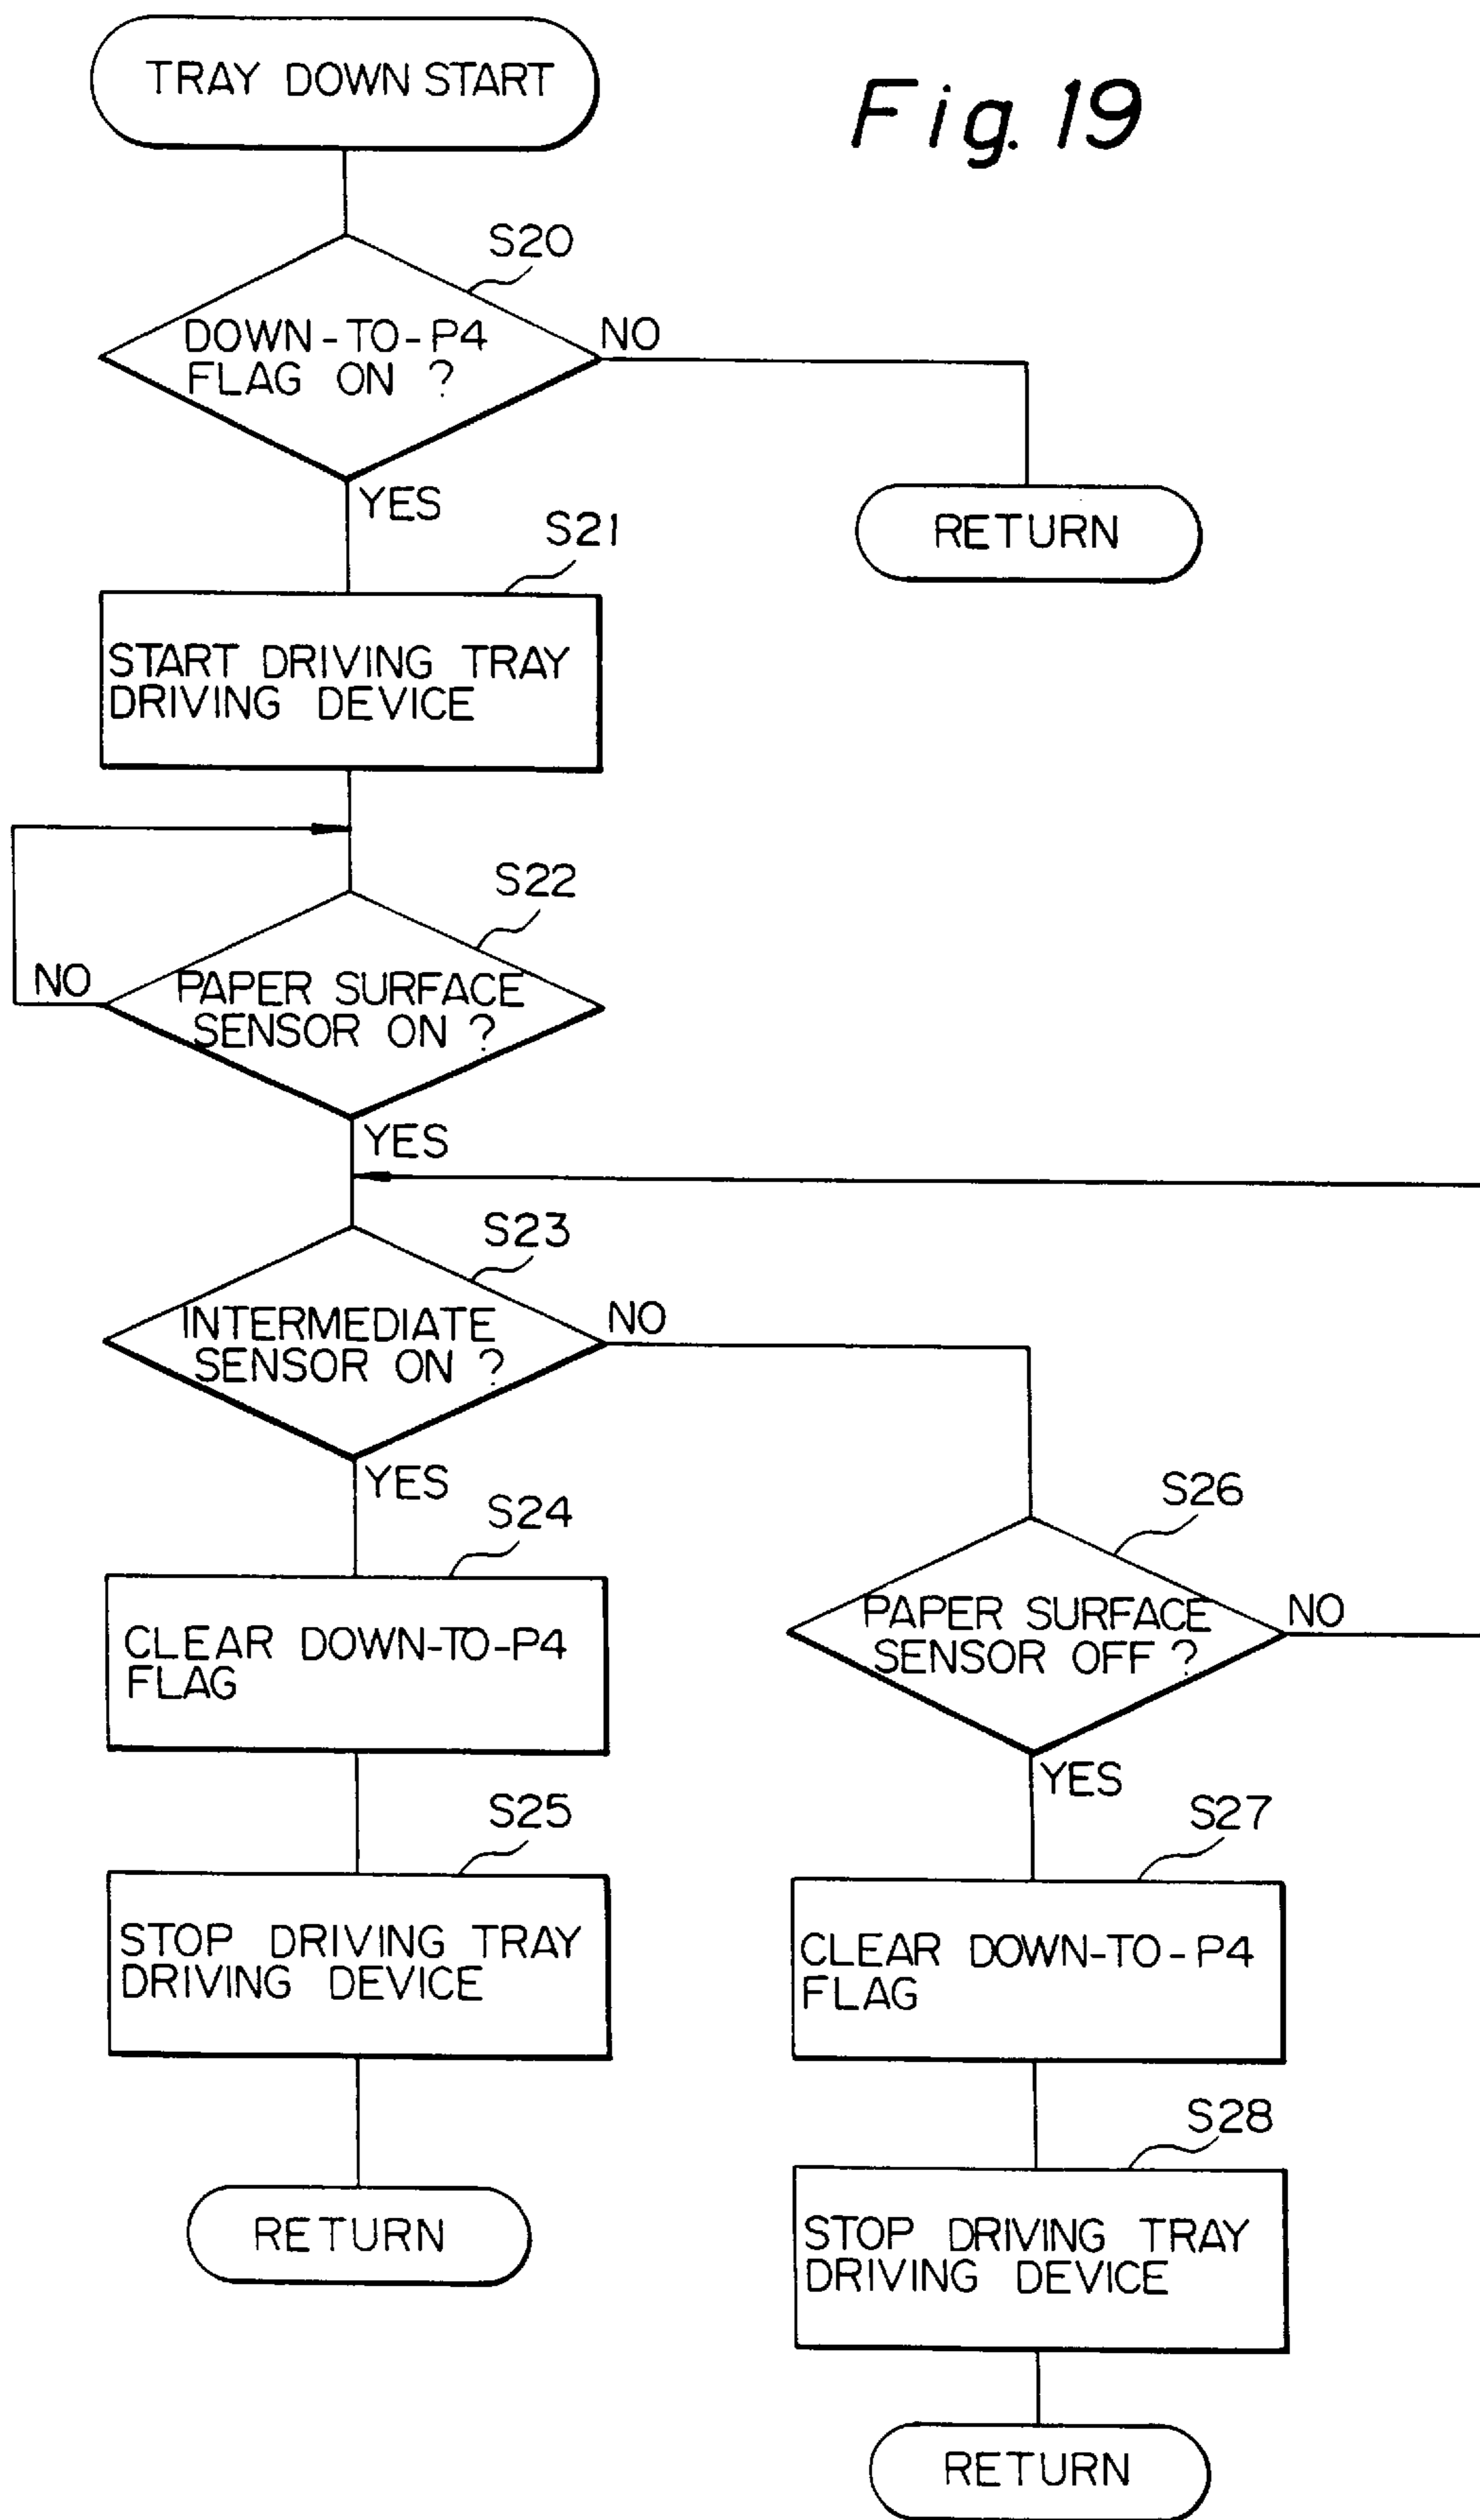 TRAY DOWN START
Fig. 19
S20
DOWN-TO-P4
FLAG ON ?
NO
RETURN
YES
S21
START DRIVING TRAY
DRIVING DEVICE
S22
NO
PAPER SURFACE
SENSOR ON ?
YES
S23
INTERMEDIATE
SENSOR ON ?
NO
YES
S24
CLEAR DOWN-TO-P4
FLAG
S25
STOP DRIVING TRAY
DRIVING DEVICE
RETURN
S26
PAPER SURFACE
SENSOR OFF ?
NO
YES
S27
CLEAR DOWN-TO-P4
FLAG
S28
STOP DRIVING TRAY
DRIVING DEVICE
RETURN